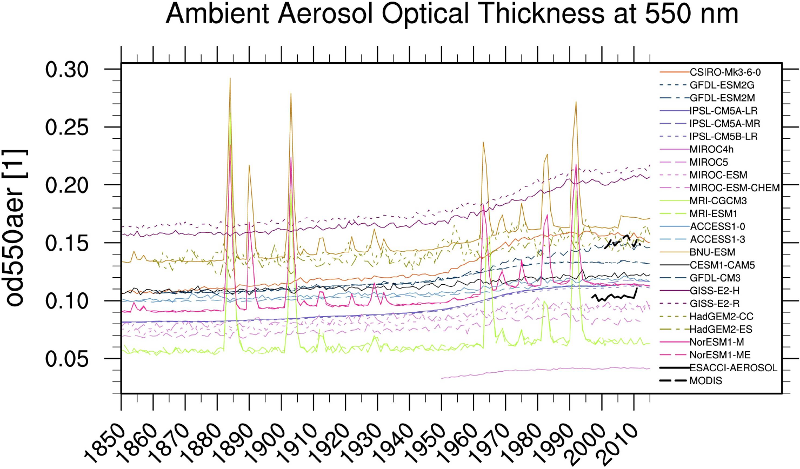 Ambient Aerosol Optical Thickness at 550 nm
od550aer [1]
0.30
0.25
0.20
0.15
0.10
0.05
1850
1860
1870
1880
1890
1900
1910
1920
1930
1940
1950
1960
1970
1980
1990
2000
2010
CSIRO-Mk3-6-0
GFDL-ESM2G
GFDL-ESM2M
IPSL-CM5A-LR
IPSL-CM5A-MR
IPSL-CM5B-LR
MIROC4h
MIROC5
MIROC-ESM
MIROC-ESM-CHEM
MRI-CGCM3
MRI-ESM1
ACCESS1-0
ACCESS1-3
BNU-ESM
CESM1-CAM5
GFDL-CM3
GISS-E2-H
GISS-E2-R
HadGEM2-CC
HadGEM2-ES
NorESM1-M
NorESM1-ME
ESACCI-AEROSOL
MODIS